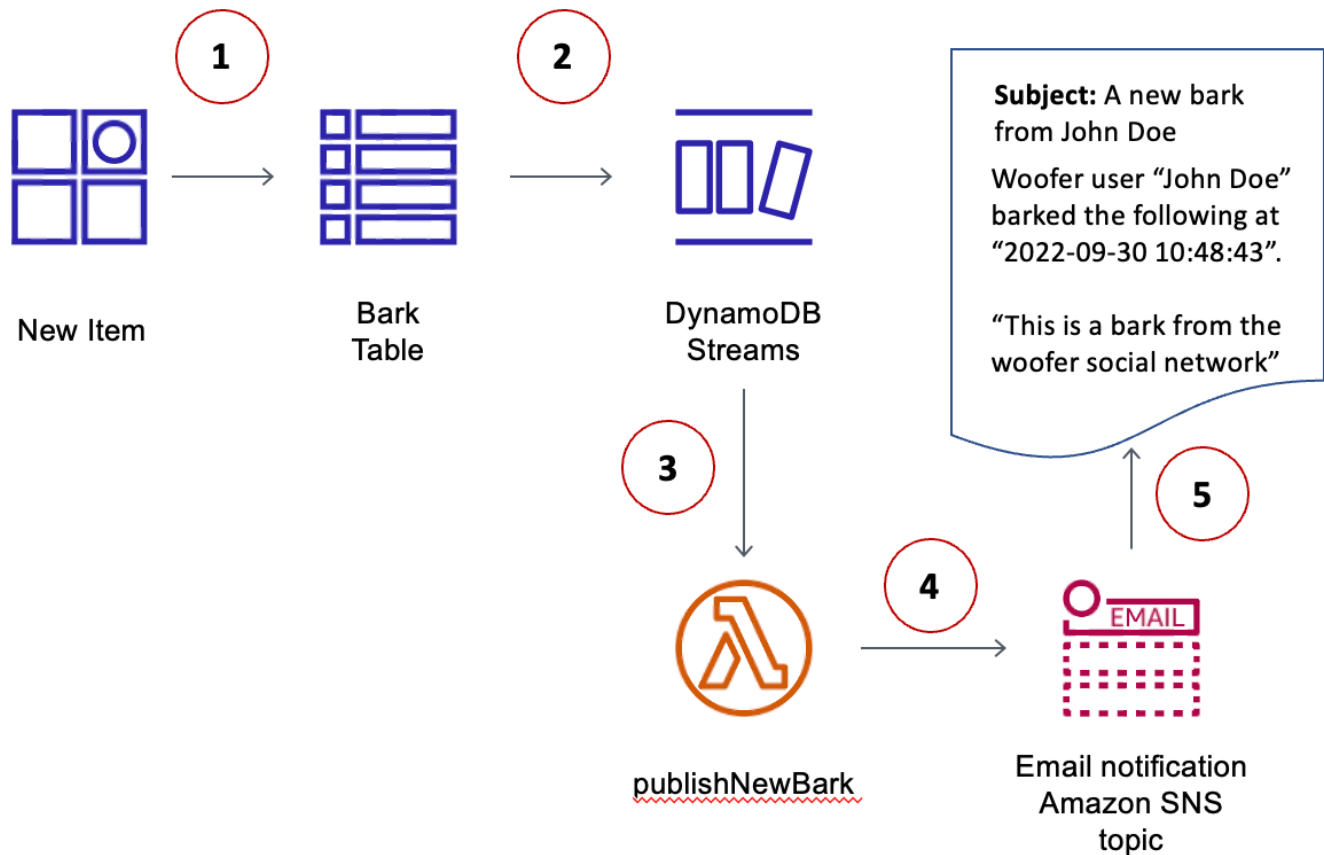 1
2
New Item
Bark
Table
DynamoDB
Streams
Subject: A new bark
from John Doe
Woofer user “John Doe”
barked the following at
“2022-09-30 10:48:43”.
“This is a bark from the
woofer social network”
3
4
5
EMAIL
publishNewBark
Email notification
Amazon SNS
topic